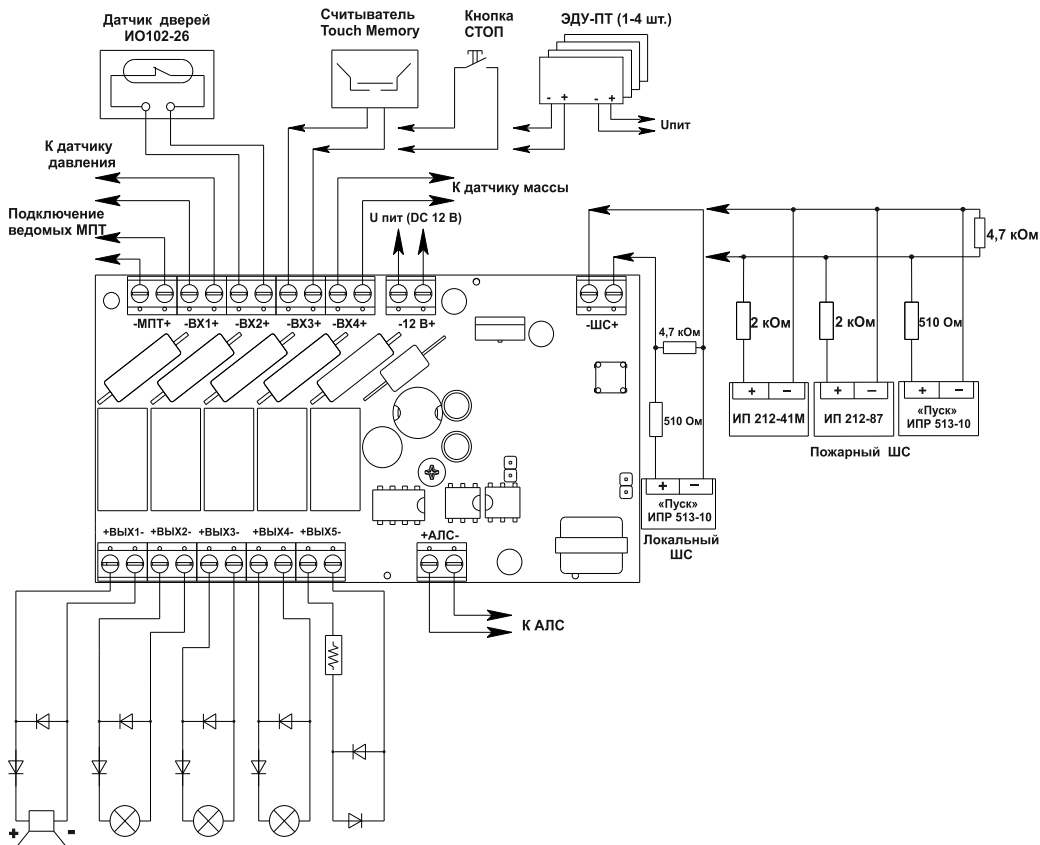 Датчик дверей
ИО102-26
Считыватель
Touch Memory
Кнопка
СТОП
ЭДУ-ПТ (1-4 шт.)
- + - +
Uпит
К датчику
давления
К датчику массы
Подключение
ведомых МПТ
U пит (DC 12 В)
4,7 кОм
-МПТ+ -ВХ1+ -ВХ2+ -ВХ3+ -ВХ4+ -12 В+ -ШС+
2 кОм
2 кОм
510 Ом
4,7 кОм
510 Ом
+ -
ИП 212-41М
+ -
ИП 212-87
+ -
«Пуск»
ИПР 513-10
Пожарный ШС
+ -
«Пуск»
ИПР 513-10
Локальный
ШС
+ВЫХ1- +ВЫХ2- +ВЫХ3- +ВЫХ4- +ВЫХ5- +АЛС-
К АЛС
+ -